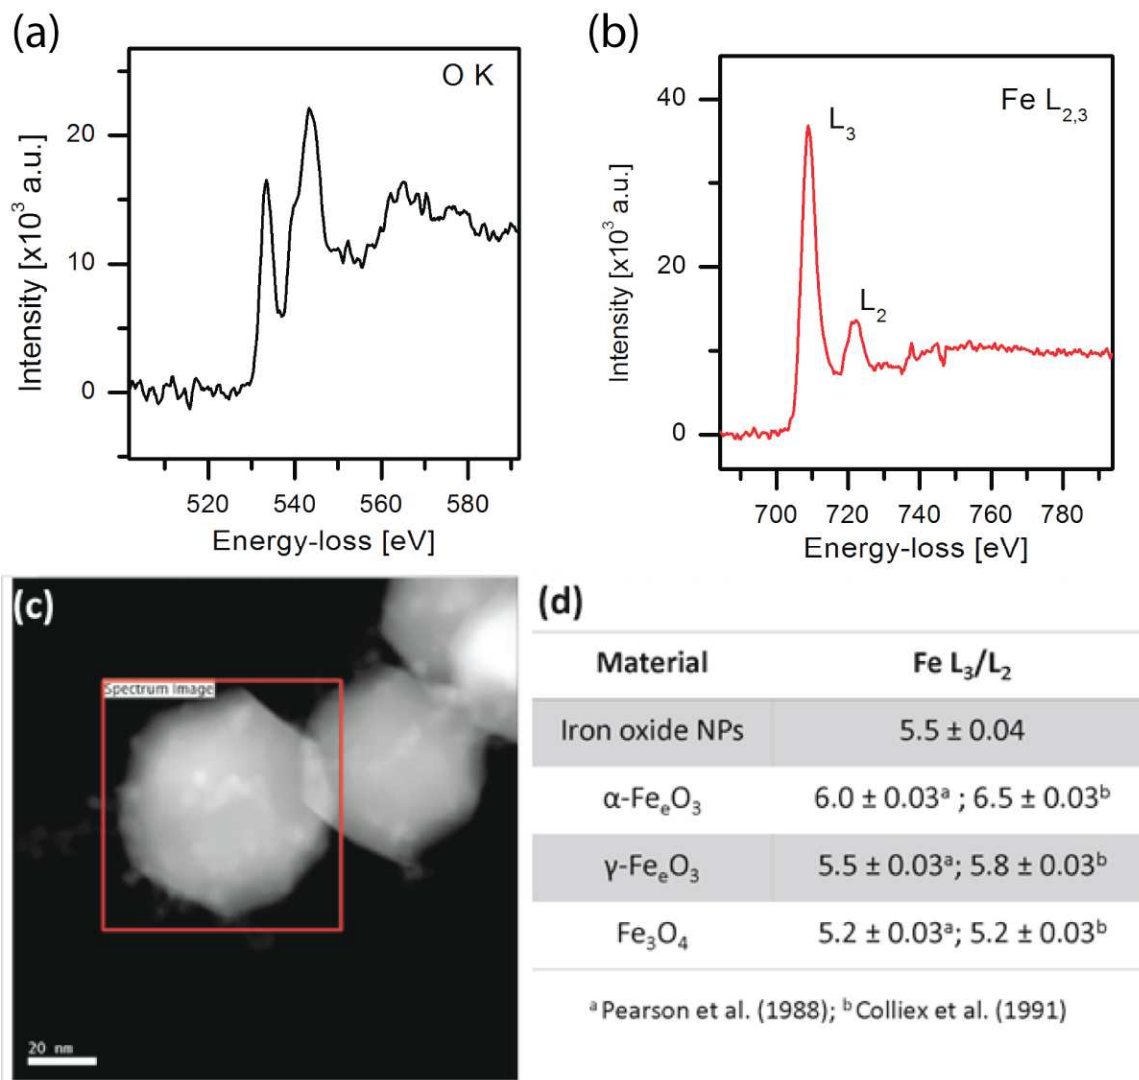 (a)
O K
20
10
0
Intensity [x10³ a.u.]
520 540 560 580
Energy-loss [eV]
(b)
Fe L₂,₃
L₃
L₂
40
20
0
Intensity [x10³ a.u.]
700 720 740 760 780
Energy-loss [eV]
(c)
Spectrum Image
20 nm
(d)
Material Fe L₃/L₂
Iron oxide NPs 5.5 ± 0.04
α-FeₑO₃ 6.0 ± 0.03ᵃ ; 6.5 ± 0.03ᵇ
γ-FeₑO₃ 5.5 ± 0.03ᵃ; 5.8 ± 0.03ᵇ
Fe₃O₄ 5.2 ± 0.03ᵃ; 5.2 ± 0.03ᵇ
ᵃ Pearson et al. (1988); ᵇ Colliex et al. (1991)